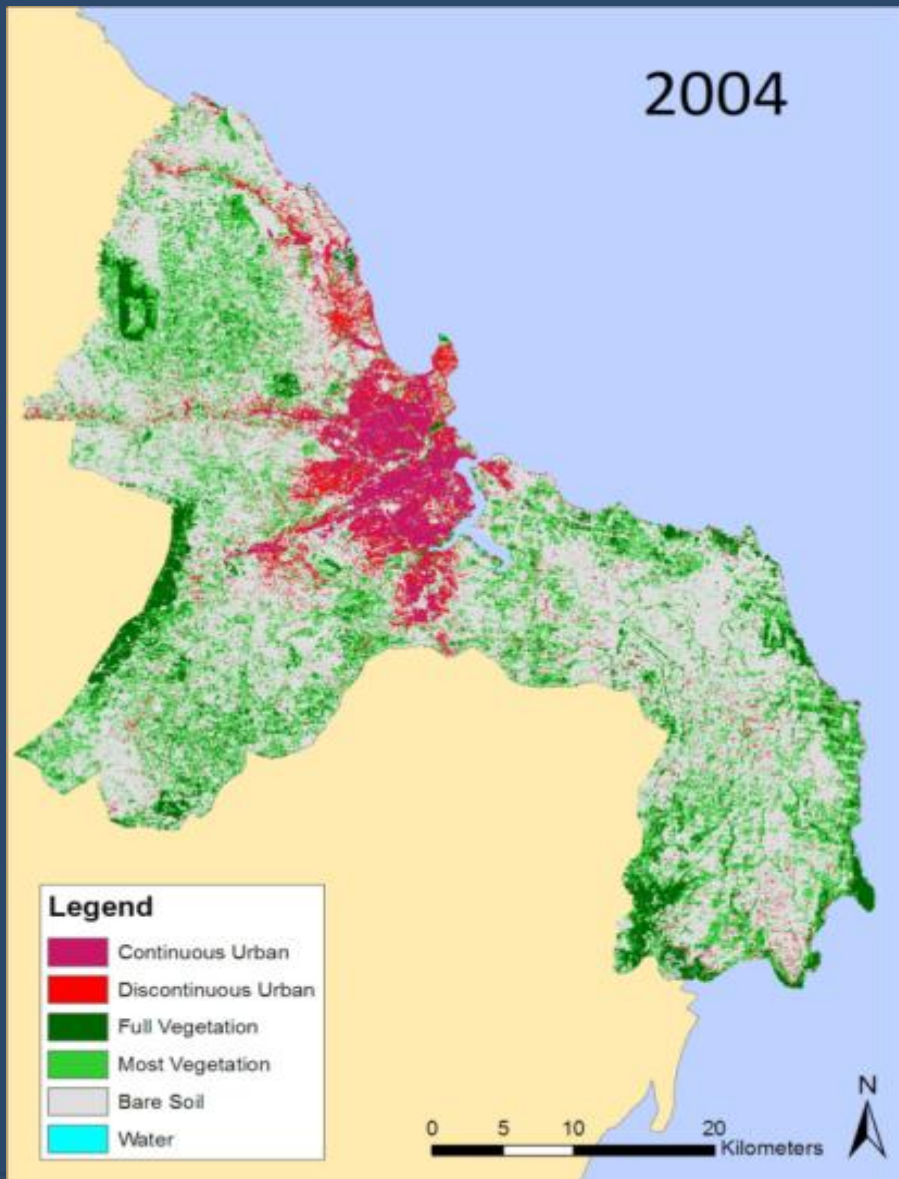 2004
Legend
Continuous Urban
Discontinuous Urban
Full Vegetation
Most Vegetation
Bare Soil
Water
N
0 5 10 20
Kilometers